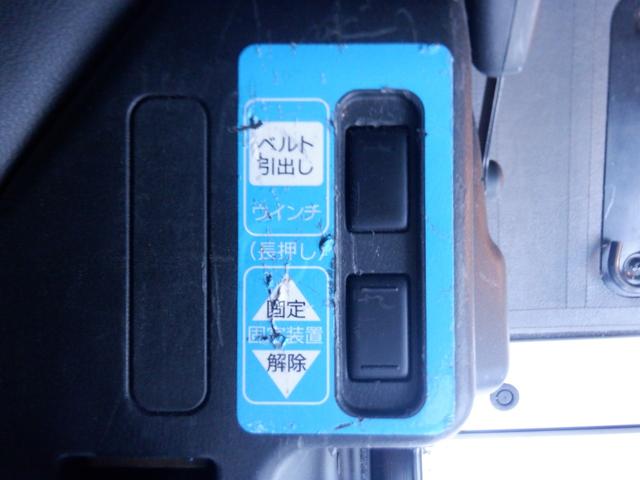 ベルト
引出し
ウインチ
(長押し)
固定
固定装置
解除